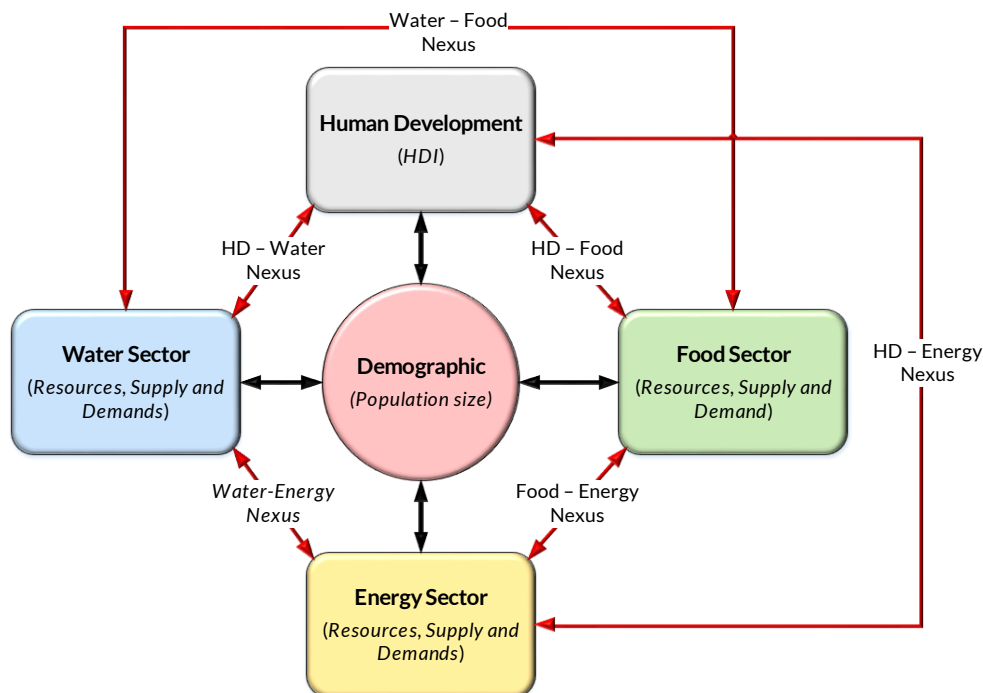 Water – Food
Nexus
Human Development
(HDI)
HD – Water
Nexus
HD – Food
Nexus
Water Sector
(Resources, Supply and
Demands)
Demographic
(Population size)
Food Sector
(Resources, Supply and
Demand)
HD – Energy
Nexus
Water-Energy
Nexus
Food – Energy
Nexus
Energy Sector
(Resources, Supply and
Demands)